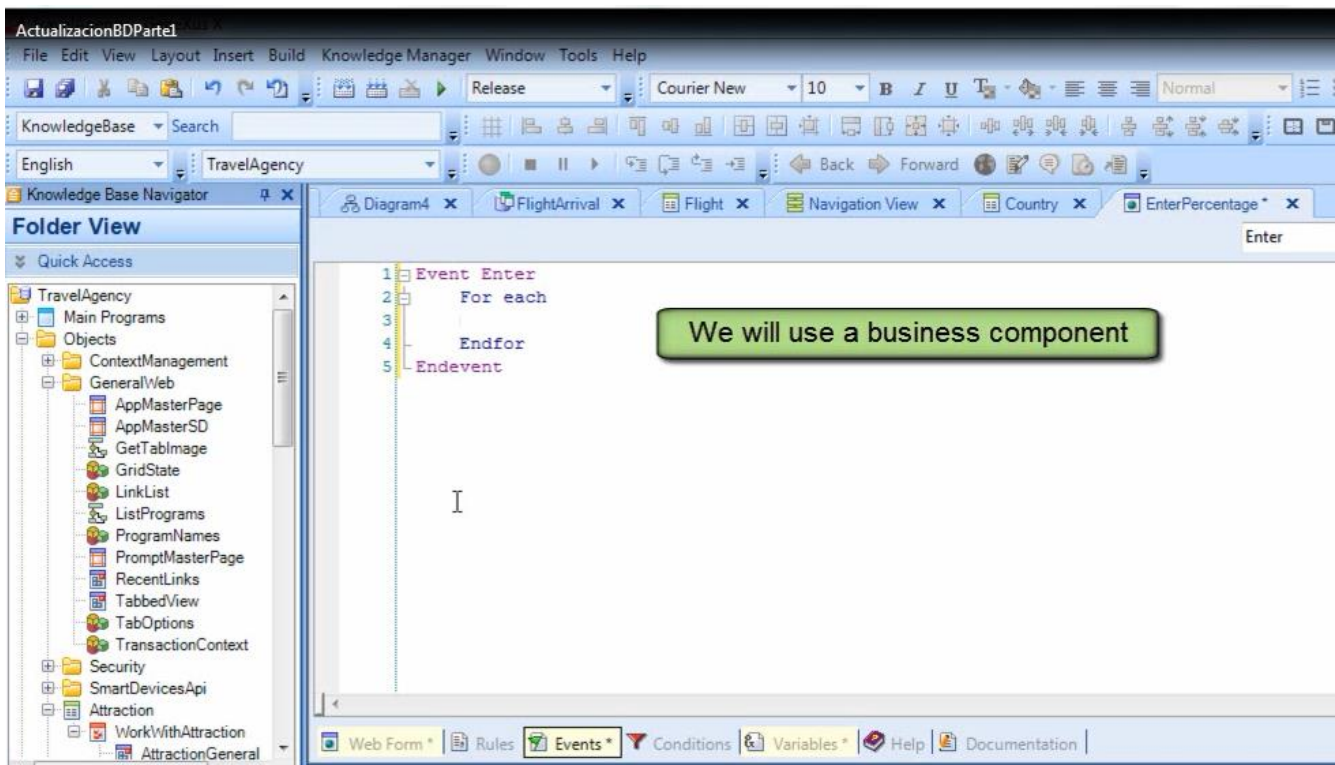 ActualizacionBDParte1
File Edit View Layout Insert Build Knowledge Manager Window Tools Help
Release Courier New 10 B I U Normal
KnowledgeBase Search
English TravelAgency Back Forward
Knowledge Base Navigator
Diagram4 FlightArrival Flight Navigation View Country EnterPercentage *
Folder View
Enter
Quick Access
TravelAgency
Main Programs
Objects
ContextManagement
GeneralWeb
AppMasterPage
AppMasterSD
GetTabImage
GridState
LinkList
ListPrograms
ProgramNames
PromptMasterPage
RecentLinks
TabbedView
TabOptions
TransactionContext
Security
SmartDevicesApi
Attraction
WorkWithAttraction
AttractionGeneral
1 Event Enter
2 For each
3
4 Endfor
5 Endevent
We will use a business component
Web Form * Rules Events * Conditions Variables * Help Documentation